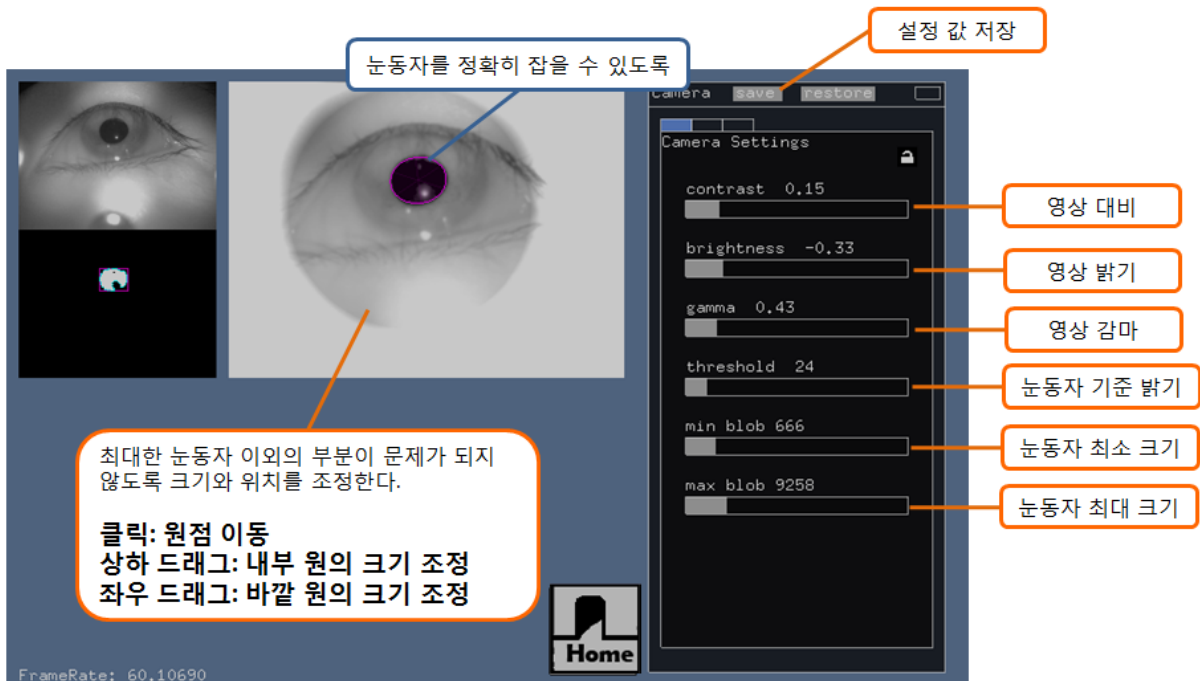 설정 값 저장
눈동자를 정확히 잡을 수 있도록
Camera save restore
Camera Settings
contrast 0.15
영상 대비
brightness -0.33
영상 밝기
gamma 0.43
영상 감마
threshold 24
눈동자 기준 밝기
min blob 666
눈동자 최소 크기
max blob 9258
눈동자 최대 크기
최대한 눈동자 이외의 부분이 문제가 되지
않도록 크기와 위치를 조정한다.
클릭: 원점 이동
상하 드래그: 내부 원의 크기 조정
좌우 드래그: 바깥 원의 크기 조정
Home
FrameRate: 60.10690